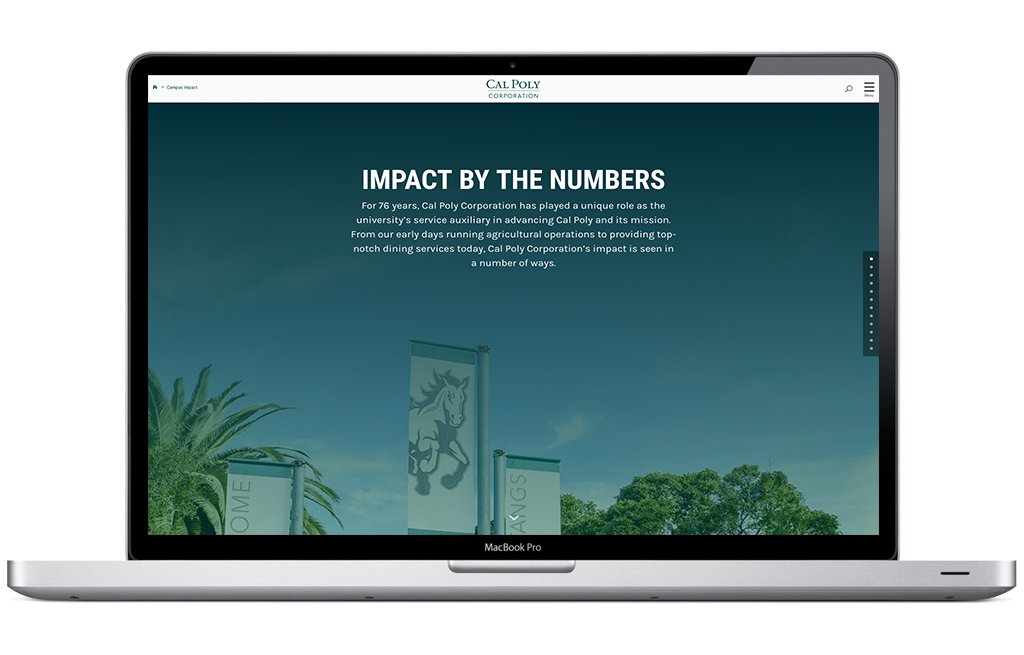 Campus Impact
CAL POLY
CORPORATION
Menu
IMPACT BY THE NUMBERS
For 76 years, Cal Poly Corporation has played a unique role as the
university's service auxiliary in advancing Cal Poly and its mission.
From our early days running agricultural operations to providing top-
notch dining services today, Cal Poly Corporation's impact is seen in
a number of ways.
OME
ANGS
MacBook Pro